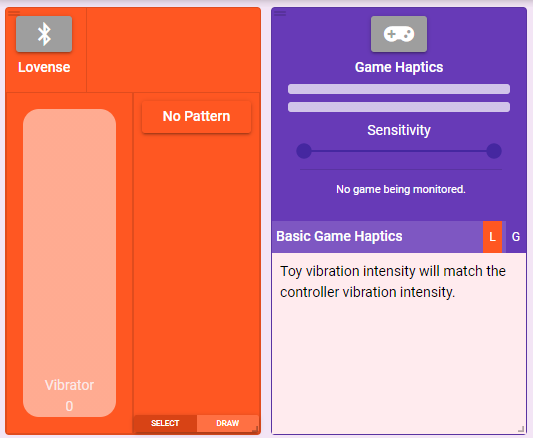 Lovense
No Pattern
Vibrator
0
SELECT
DRAW
Game Haptics
Sensitivity
No game being monitored.
Basic Game Haptics
L
G
Toy vibration intensity will match the
controller vibration intensity.